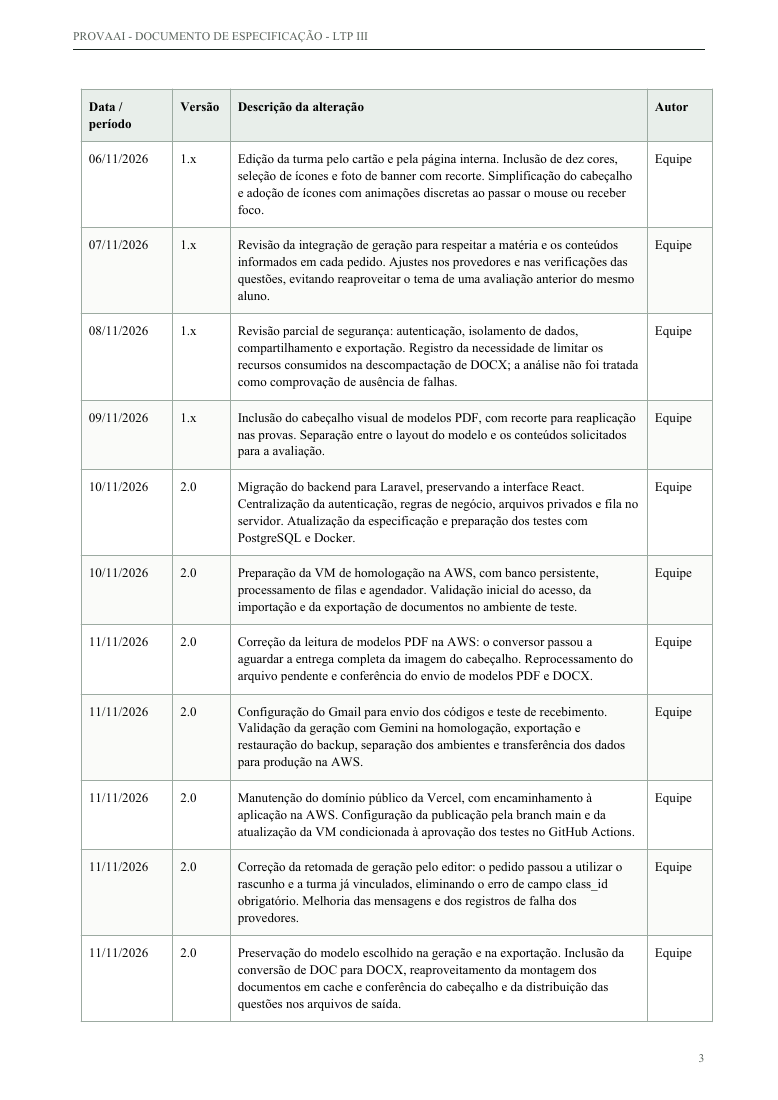 PROVAAI - DOCUMENTO DE ESPECIFICAÇÃO - LTP III
Data / período
Versão
Descrição da alteração
Autor
06/11/2026
1.x
Edição da turma pelo cartão e pela página interna. Inclusão de dez cores,
seleção de ícones e foto de banner com recorte. Simplificação do cabeçalho
e adoção de ícones com animações discretas ao passar o mouse ou receber
foco.
Equipe
07/11/2026
1.x
Revisão da integração de geração para respeitar a matéria e os conteúdos
informados em cada pedido. Ajustes nos provedores e nas verificações das
questões, evitando reaproveitar o tema de uma avaliação anterior do mesmo
aluno.
Equipe
08/11/2026
1.x
Revisão parcial de segurança: autenticação, isolamento de dados,
compartilhamento e exportação. Registro da necessidade de limitar os
recursos consumidos na descompactação de DOCX; a análise não foi tratada
como comprovação de ausência de falhas.
Equipe
09/11/2026
1.x
Inclusão do cabeçalho visual de modelos PDF, com recorte para reaplicação
nas provas. Separação entre o layout do modelo e os conteúdos solicitados
para a avaliação.
Equipe
10/11/2026
2.0
Migração do backend para Laravel, preservando a interface React.
Centralização da autenticação, regras de negócio, arquivos privados e fila no
servidor. Atualização da especificação e preparação dos testes com
PostgreSQL e Docker.
Equipe
10/11/2026
2.0
Preparação da VM de homologação na AWS, com banco persistente,
processamento de filas e agendador. Validação inicial do acesso, da
importação e da exportação de documentos no ambiente de teste.
Equipe
11/11/2026
2.0
Correção da leitura de modelos PDF na AWS: o conversor passou a
aguardar a entrega completa da imagem do cabeçalho. Reprocessamento do
arquivo pendente e conferência do envio de modelos PDF e DOCX.
Equipe
11/11/2026
2.0
Configuração do Gmail para envio dos códigos e teste de recebimento.
Validação da geração com Gemini na homologação, exportação e
restauração do backup, separação dos ambientes e transferência dos dados
para produção na AWS.
Equipe
11/11/2026
2.0
Manutenção do domínio público da Vercel, com encaminhamento à
aplicação na AWS. Configuração da publicação pela branch main e da
atualização da VM condicionada à aprovação dos testes no GitHub Actions.
Equipe
11/11/2026
2.0
Correção da retomada de geração pelo editor: o pedido passou a utilizar o
rascunho e a turma já vinculados, eliminando o erro de campo class_id
obrigatório. Melhoria das mensagens e dos registros de falha dos
provedores.
Equipe
11/11/2026
2.0
Preservação do modelo escolhido na geração e na exportação. Inclusão da
conversão de DOC para DOCX, reaproveitamento da montagem dos
documentos em cache e conferência do cabeçalho e da distribuição das
questões nos arquivos de saída.
Equipe
3